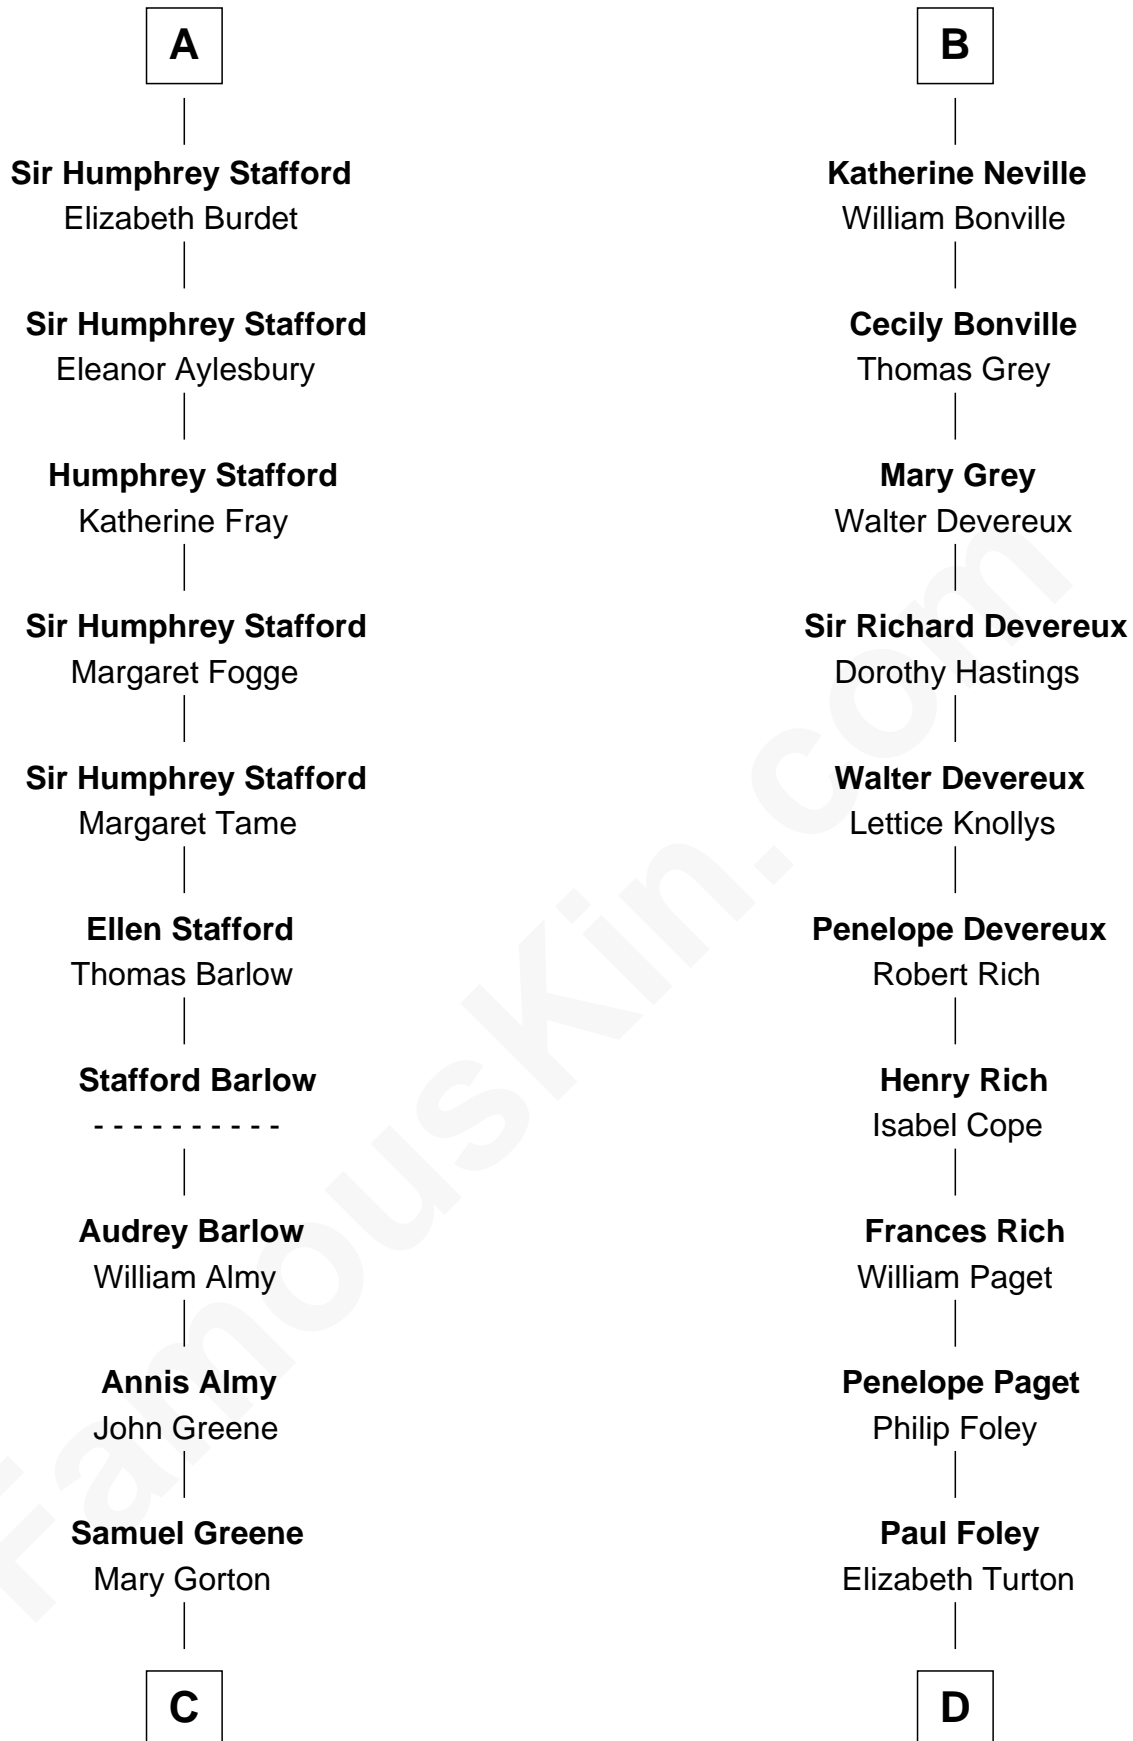 A
Sir Humphrey Stafford
Elizabeth Burdet
Sir Humphrey Stafford
Eleanor Aylesbury
Humphrey Stafford
Katherine Fray
Sir Humphrey Stafford
Margaret Fogge
Sir Humphrey Stafford
Margaret Tame
Ellen Stafford
Thomas Barlow
Stafford Barlow
- - - - - - - - - -
Audrey Barlow
William Almy
Annis Almy
John Greene
Samuel Greene
Mary Gorton
C
B
Katherine Neville
William Bonville
Cecily Bonville
Thomas Grey
Mary Grey
Walter Devereux
Sir Richard Devereux
Dorothy Hastings
Walter Devereux
Lettice Knollys
Penelope Devereux
Robert Rich
Henry Rich
Isabel Cope
Frances Rich
William Paget
Penelope Paget
Philip Foley
Paul Foley
Elizabeth Turton
D
FamousKin.com